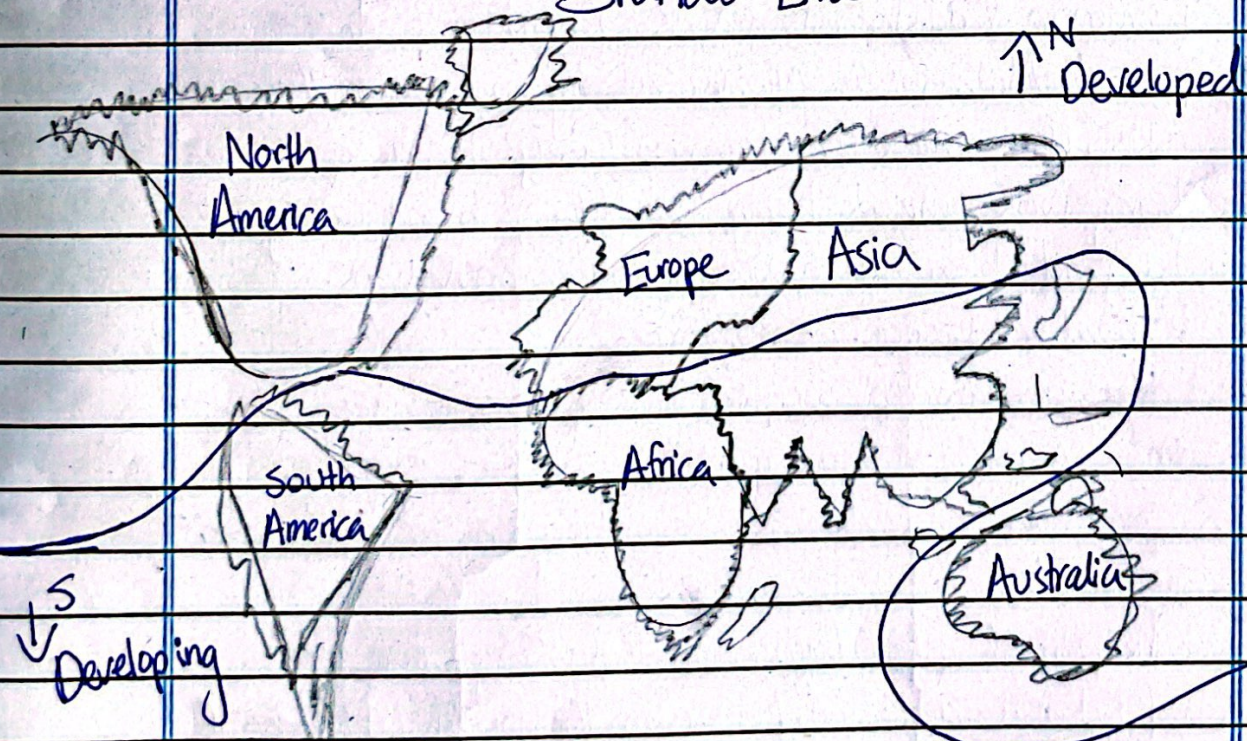 N
Developed
North
America
Europe
Asia
South
America
Africa
Australia
S
Developing